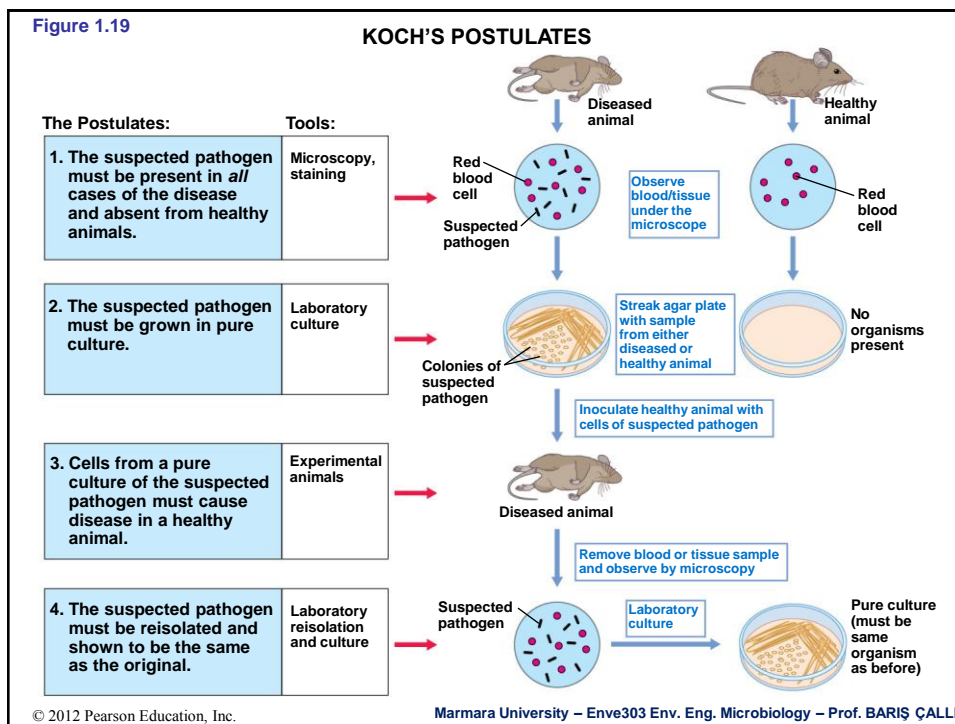 Figure 1.19
KOCH'S POSTULATES
Diseased
animal
Healthy
animal
The Postulates:
Tools:
1. The suspected pathogen
must be present in all
cases of the disease
and absent from healthy
animals.
Microscopy,
staining
Red
blood
cell
Suspected
pathogen
Observe
blood/tissue
under the
microscope
Red
blood
cell
2. The suspected pathogen
must be grown in pure
culture.
Laboratory
culture
Colonies of
suspected
pathogen
Streak agar plate
with sample
from either
diseased or
healthy animal
No
organisms
present
Inoculate healthy animal with
cells of suspected pathogen
3. Cells from a pure
culture of the suspected
pathogen must cause
disease in a healthy
animal.
Experimental
animals
Diseased animal
Remove blood or tissue sample
and observe by microscopy
4. The suspected pathogen
must be reisolated and
shown to be the same
as the original.
Laboratory
reisolation
and culture
Suspected
pathogen
Laboratory
culture
Pure culture
(must be
same
organism
as before)
© 2012 Pearson Education, Inc.
Marmara University – Enve303 Env. Eng. Microbiology – Prof. BARIŞ ÇALLI